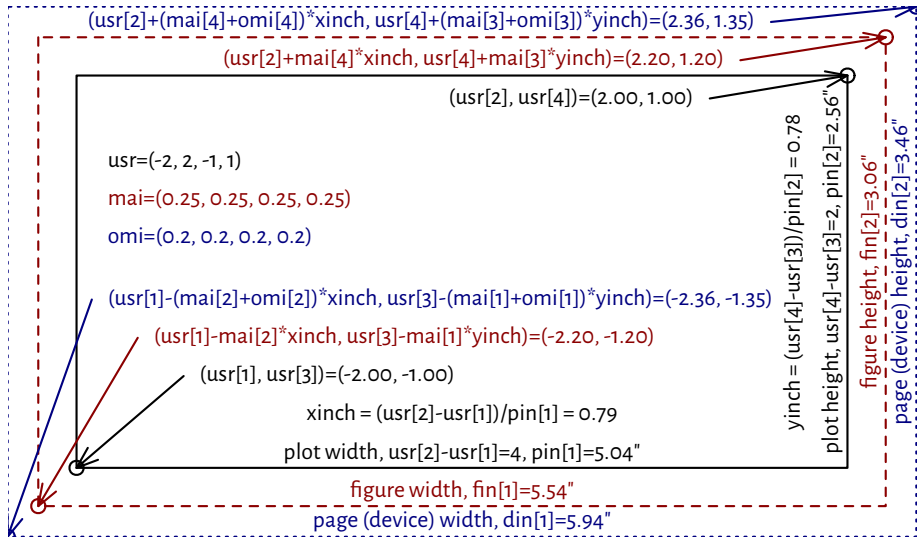 (usr[2]+(mai[4]+omi[4])*xinch, usr[4]+(mai[3]+omi[3])*yinch)=(2.36, 1.35)
(usr[2]+mai[4]*xinch, usr[4]+mai[3]*yinch)=(2.20, 1.20)
(usr[2], usr[4])=(2.00, 1.00)
usr=(-2, 2, -1, 1)
mai=(0.25, 0.25, 0.25, 0.25)
omi=(0.2, 0.2, 0.2, 0.2)
(usr[1]-(mai[2]+omi[2])*xinch, usr[3]-(mai[1]+omi[1])*yinch)=(-2.36, -1.35)
(usr[1]-mai[2]*xinch, usr[3]-mai[1]*yinch)=(-2.20, -1.20)
(usr[1], usr[3])=(-2.00, -1.00)
xinch = (usr[2]-usr[1])/pin[1] = 0.79
plot width, usr[2]-usr[1]=4, pin[1]=5.04"
figure width, fin[1]=5.54"
page (device) width, din[1]=5.94"
yinch = (usr[4]-usr[3])/pin[2] = 0.78
plot height, usr[4]-usr[3]=2, pin[2]=2.56"
figure height, fin[2]=3.06"
page (device) height, din[2]=3.46"